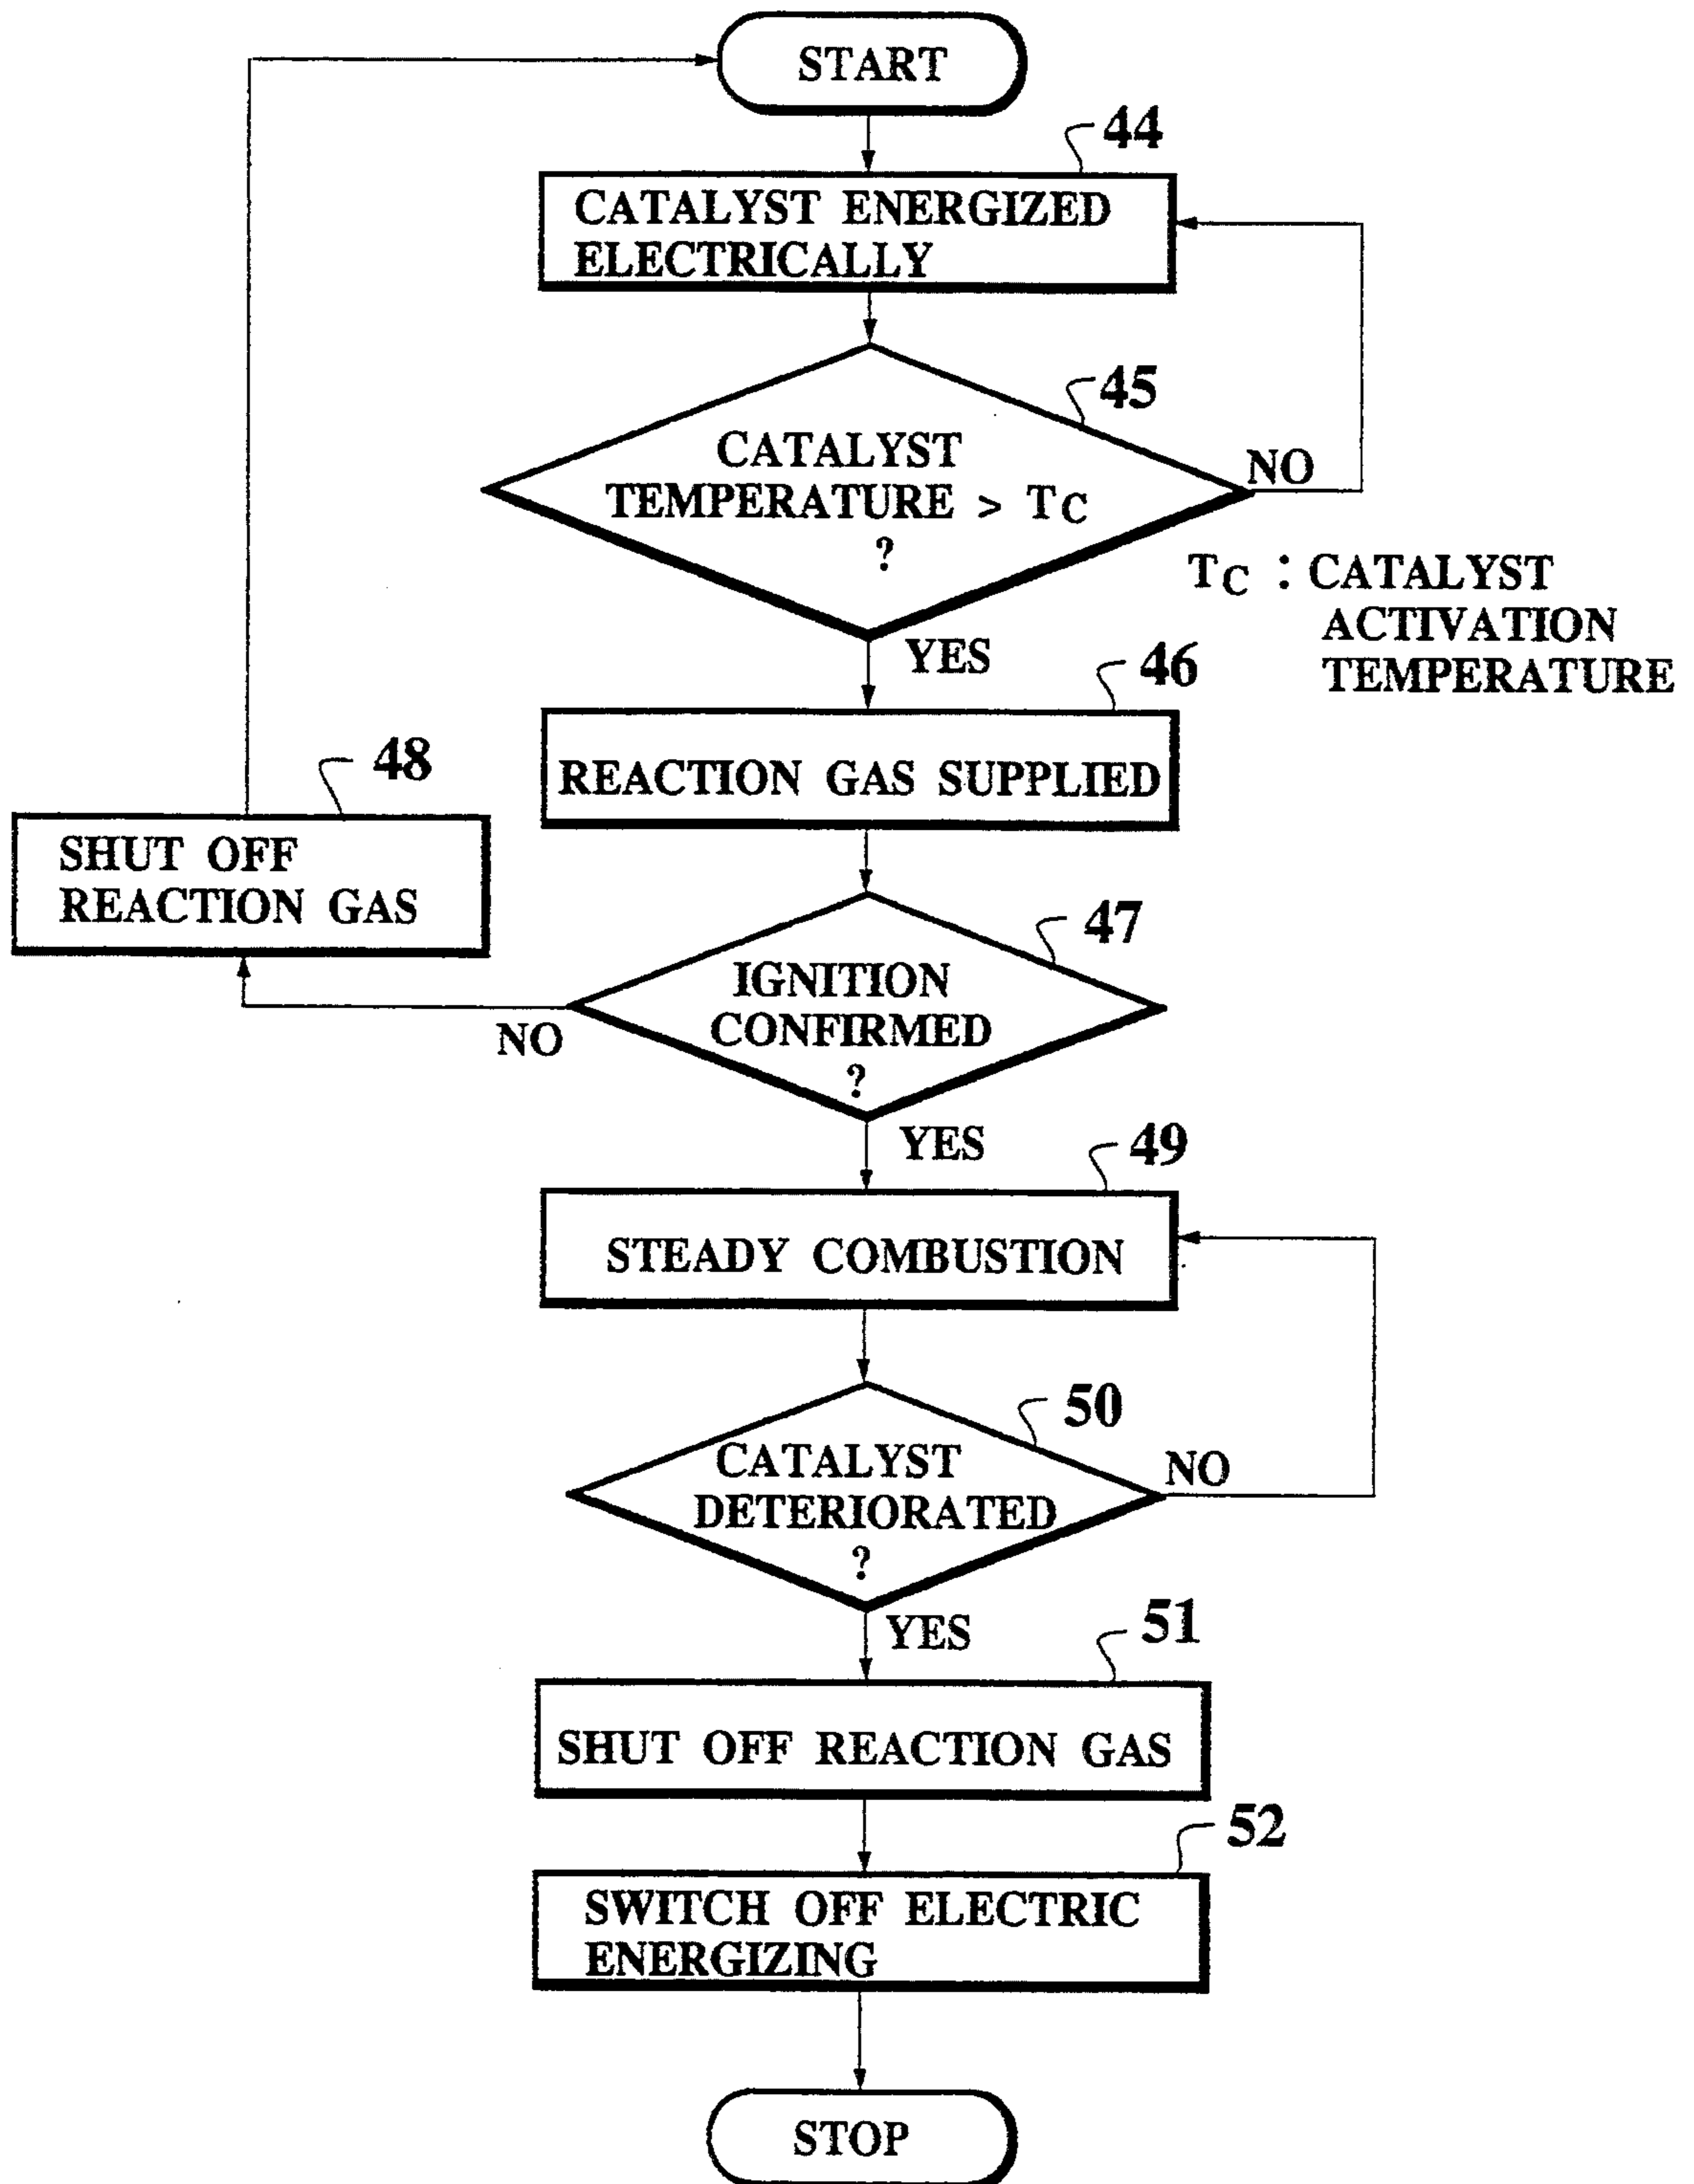 START
44
CATALYST ENERGIZED
ELECTRICALLY
45
CATALYST
TEMPERATURE > TC
?
NO
TC : CATALYST
ACTIVATION
TEMPERATURE
YES
46
REACTION GAS SUPPLIED
48
SHUT OFF
REACTION GAS
47
IGNITION
CONFIRMED
?
NO
YES
49
STEADY COMBUSTION
50
CATALYST
DETERIORATED
?
NO
YES
51
SHUT OFF REACTION GAS
52
SWITCH OFF ELECTRIC
ENERGIZING
STOP